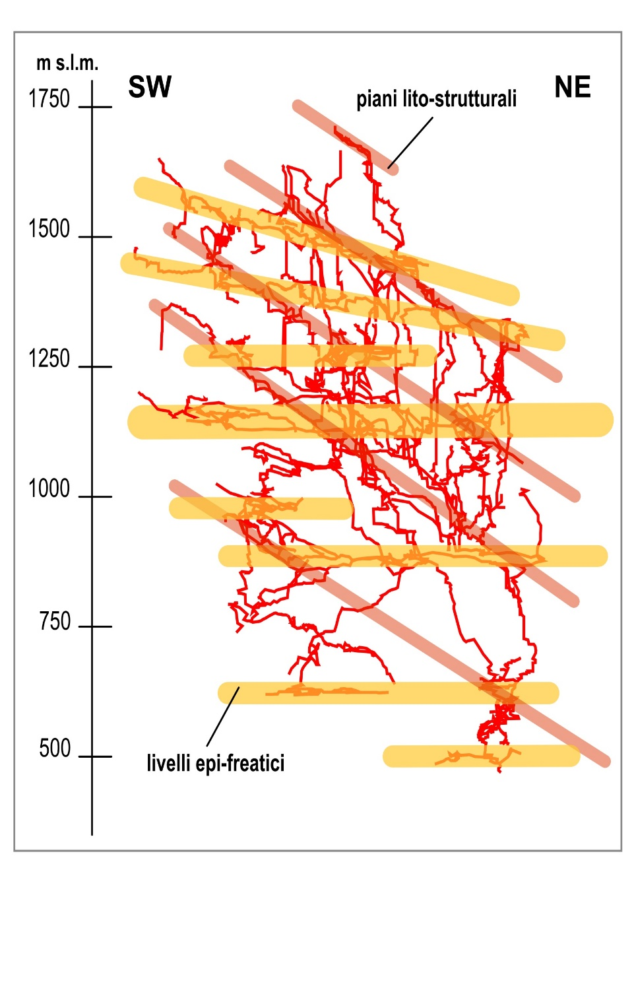 m s.l.m.
SW
NE
1750
piani lito-strutturali
1500
1250
1000
750
500
livelli epi-freatici